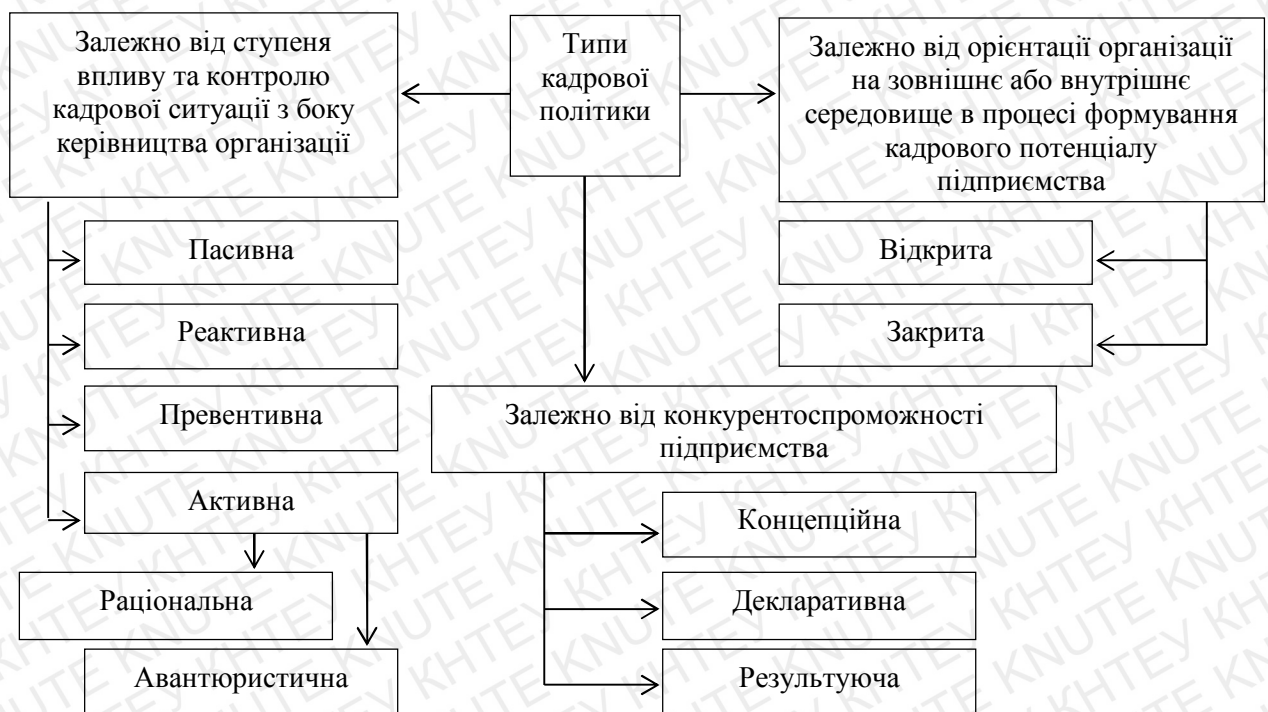 Залежно від ступеня
впливу та контролю
кадрової ситуації з боку
керівництва організації
Типи
кадрової
політики
Залежно від орієнтації організації
на зовнішнє або внутрішнє
середовище в процесі формування
кадрового потенціалу
підприємства
Пасивна
Реактивна
Превентивна
Активна
Раціональна
Авантюристична
Відкрита
Закрита
Залежно від конкурентоспроможності
підприємства
Концепційна
Декларативна
Результуюча